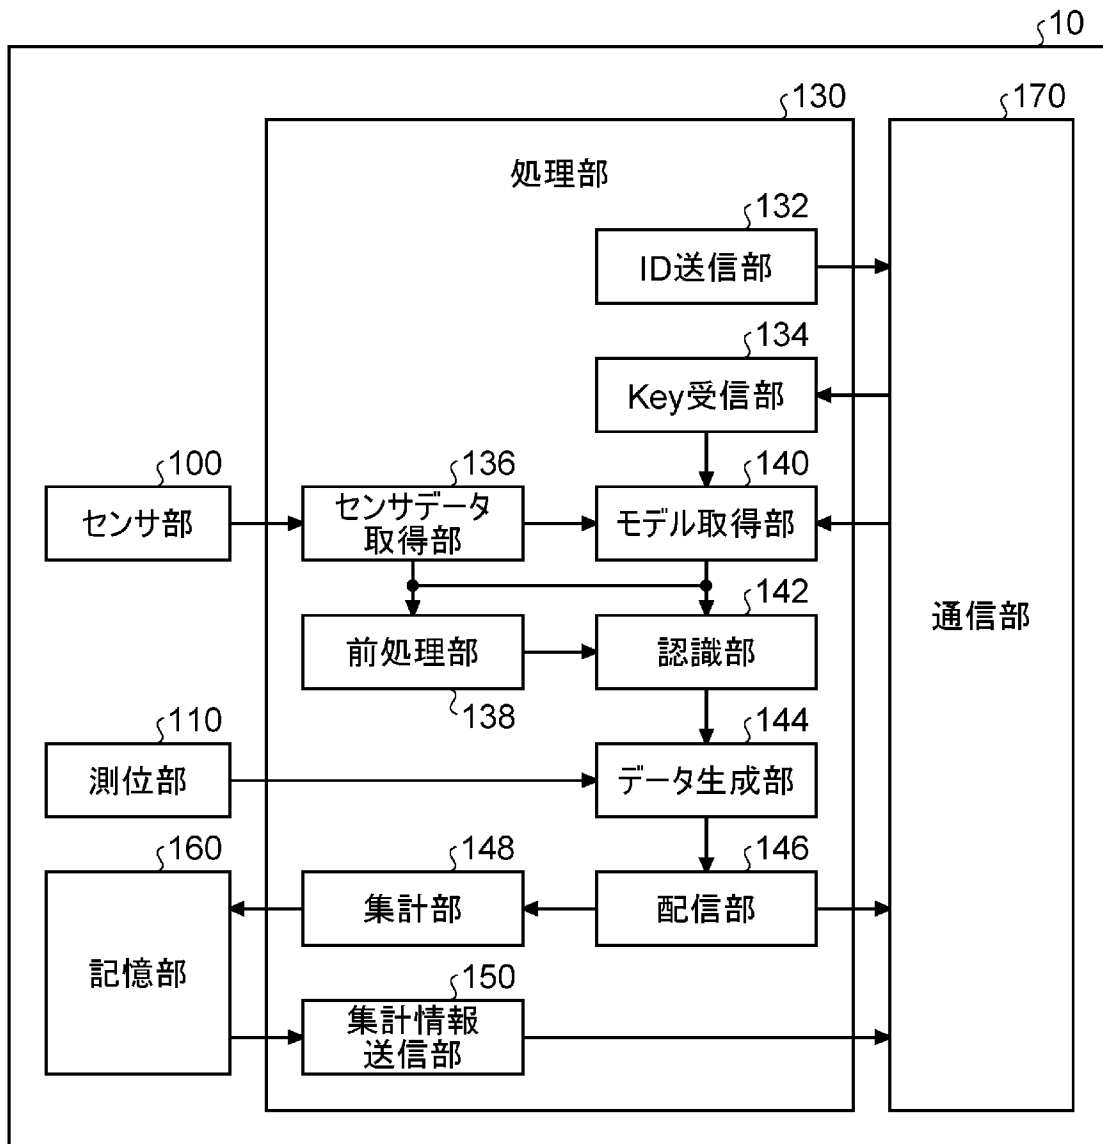 10
130
170
処理部
132
ID送信部
134
Key受信部
100
136
140
センサ部
センサデータ
取得部
モデル取得部
142
前処理部
認識部
通信部
138
110
144
測位部
データ生成部
160
148
146
集計部
配信部
記憶部
150
集計情報
送信部